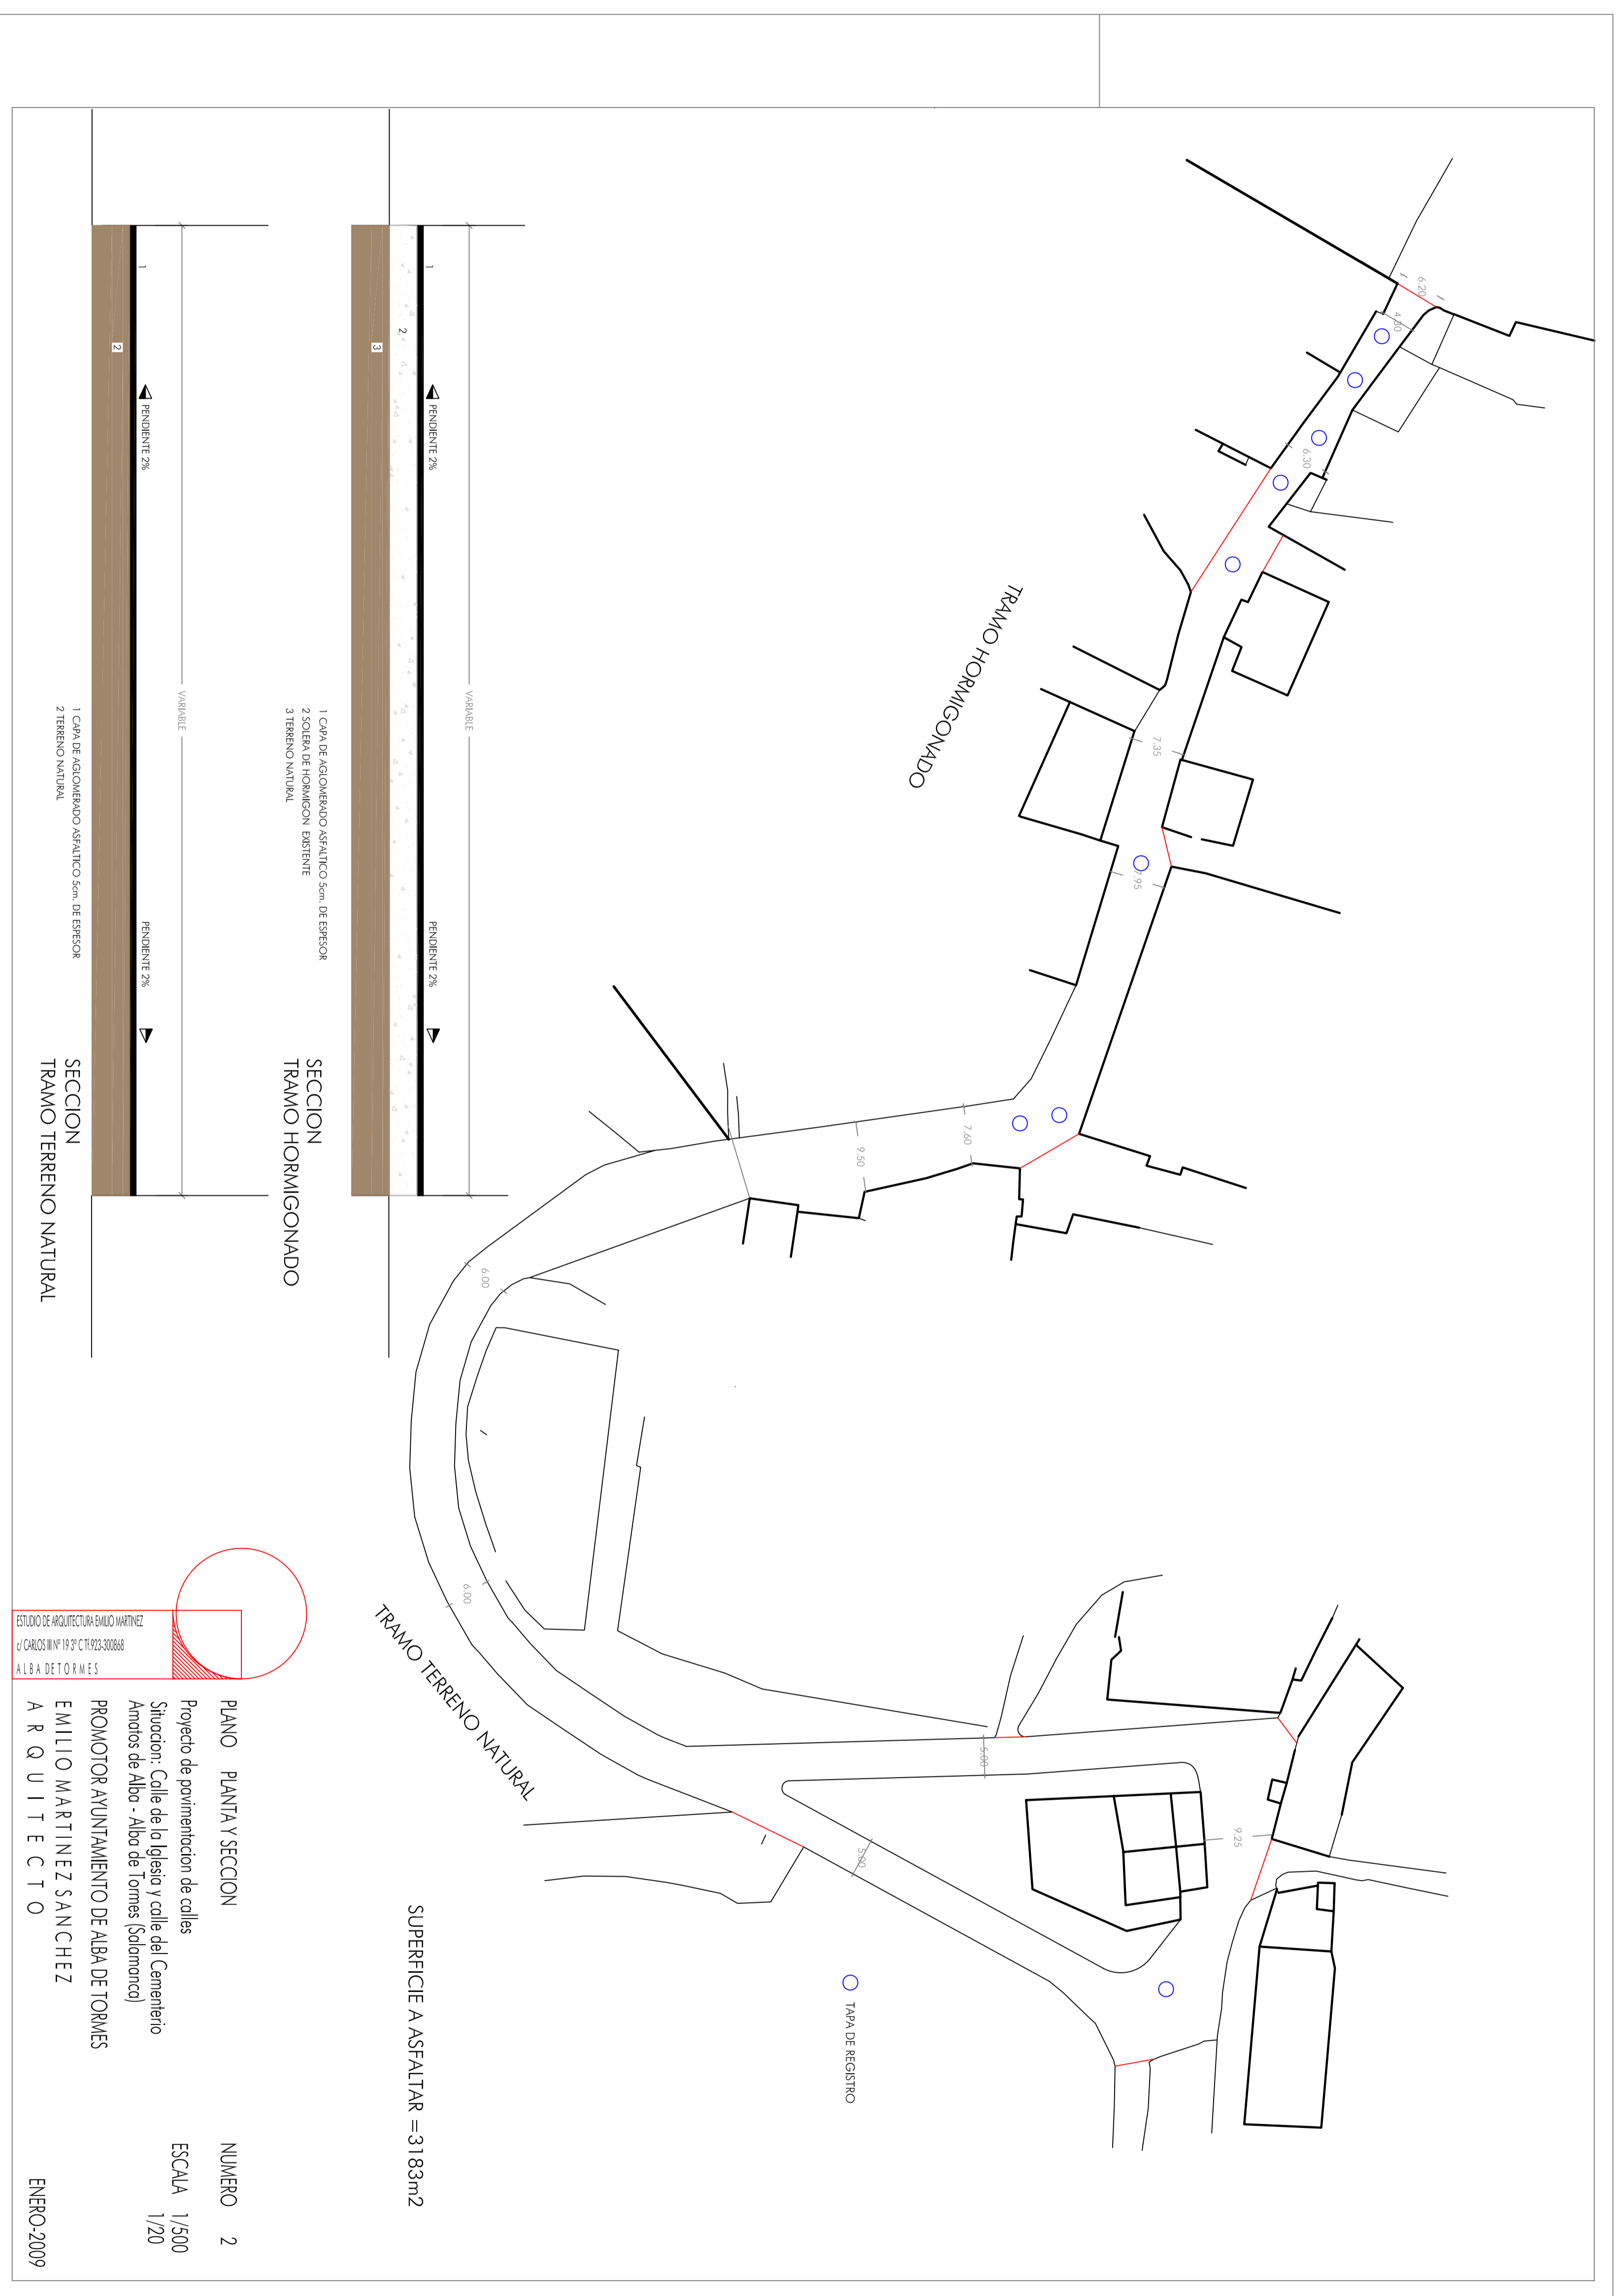 6.20
4.80
6.30
7.35
7.95
7.60
9.50
6.00
6.00
5.00
5.00
9.25
TRAMO HORMIGONADO
TRAMO TERRENO NATURAL
TAPA DE REGISTRO
SUPERFICIE A ASFALTAR =3183m2
VARIABLE
1
2
3
PENDIENTE 2%
PENDIENTE 2%
1 CAPA DE AGLOMERADO ASFALTICO 5cm. DE ESPESOR
2 SOLERA DE HORMIGON EXISTENTE
3 TERRENO NATURAL
SECCION
TRAMO HORMIGONADO
VARIABLE
1
2
PENDIENTE 2%
PENDIENTE 2%
1 CAPA DE AGLOMERADO ASFALTICO 5cm. DE ESPESOR
2 TERRENO NATURAL
SECCION
TRAMO TERRENO NATURAL
ESTUDIO DE ARQUITECTURA EMILIO MARTINEZ
c/ CARLOS III Nº 19 3º C Tf.923-300868
ALBA DE TORMES
PLANO PLANTA Y SECCION
NUMERO 2
Proyecto de pavimentacion de calles
ESCALA 1/500
1/20
Situacion: Calle de la Iglesia y calle del Cementerio
Amatos de Alba - Alba de Tormes (Salamanca)
PROMOTOR AYUNTAMIENTO DE ALBA DE TORMES
EMILIO MARTINEZ SANCHEZ
ARQUITECTO
ENERO-2009